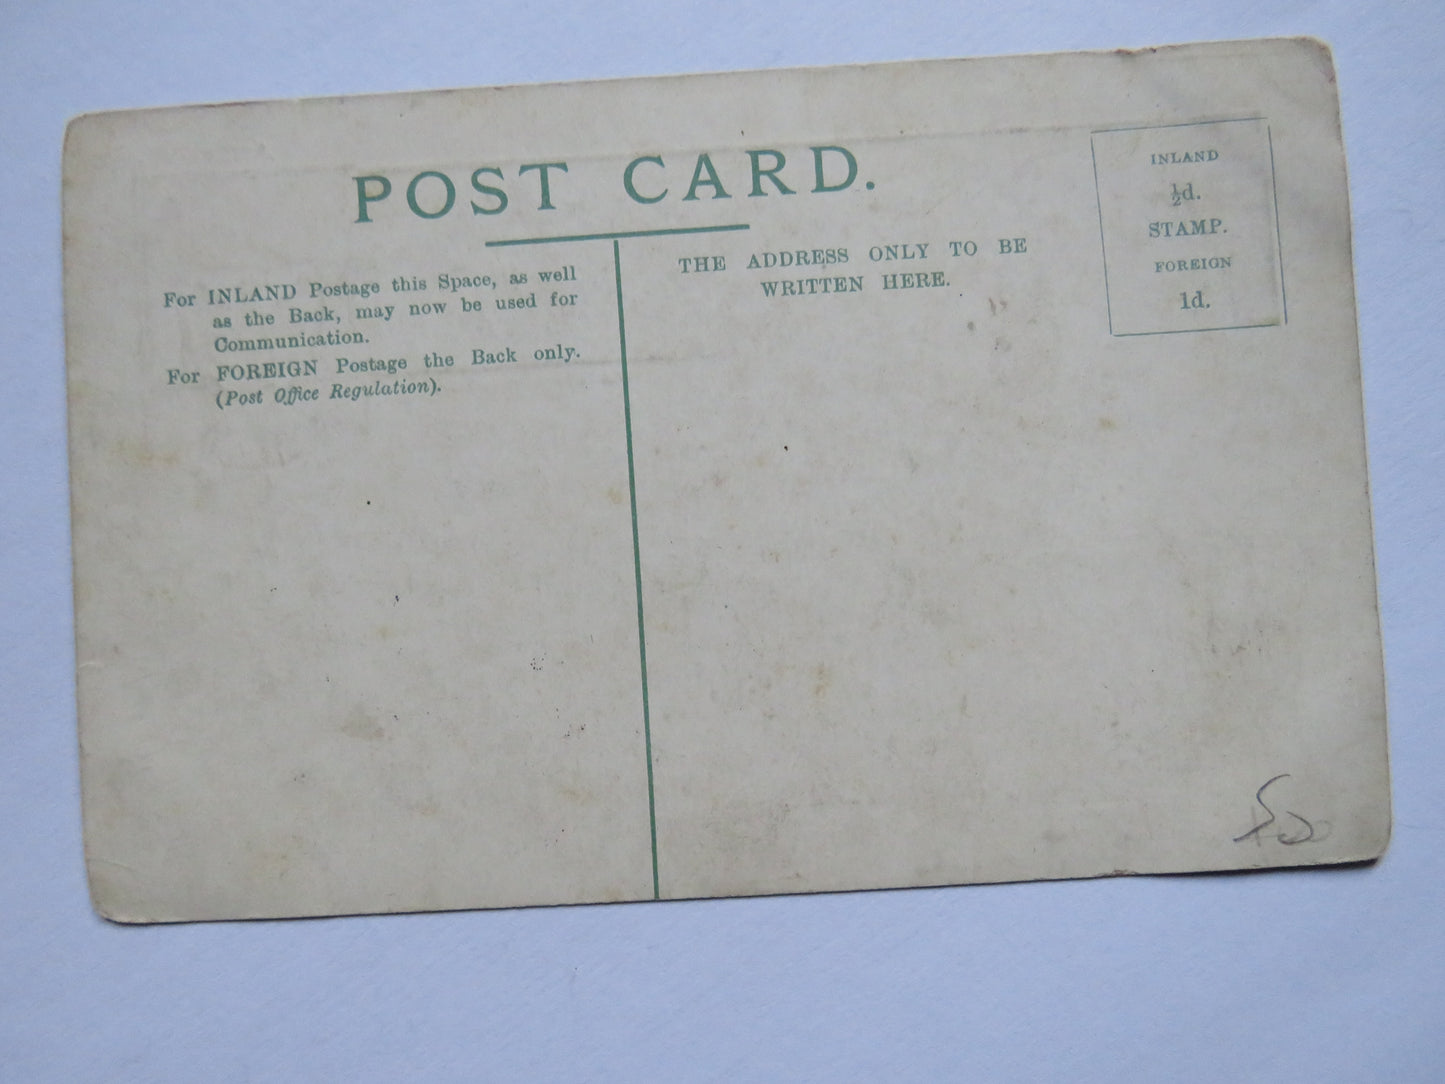 POST CARD.
For INLAND Postage this Space, as well
as the Back, may now be used for
Communication.
For FOREIGN Postage the Back only.
(Post Office Regulation).
THE ADDRESS ONLY TO BE
WRITTEN HERE.
INLAND
½d.
STAMP.
FOREIGN
1d.